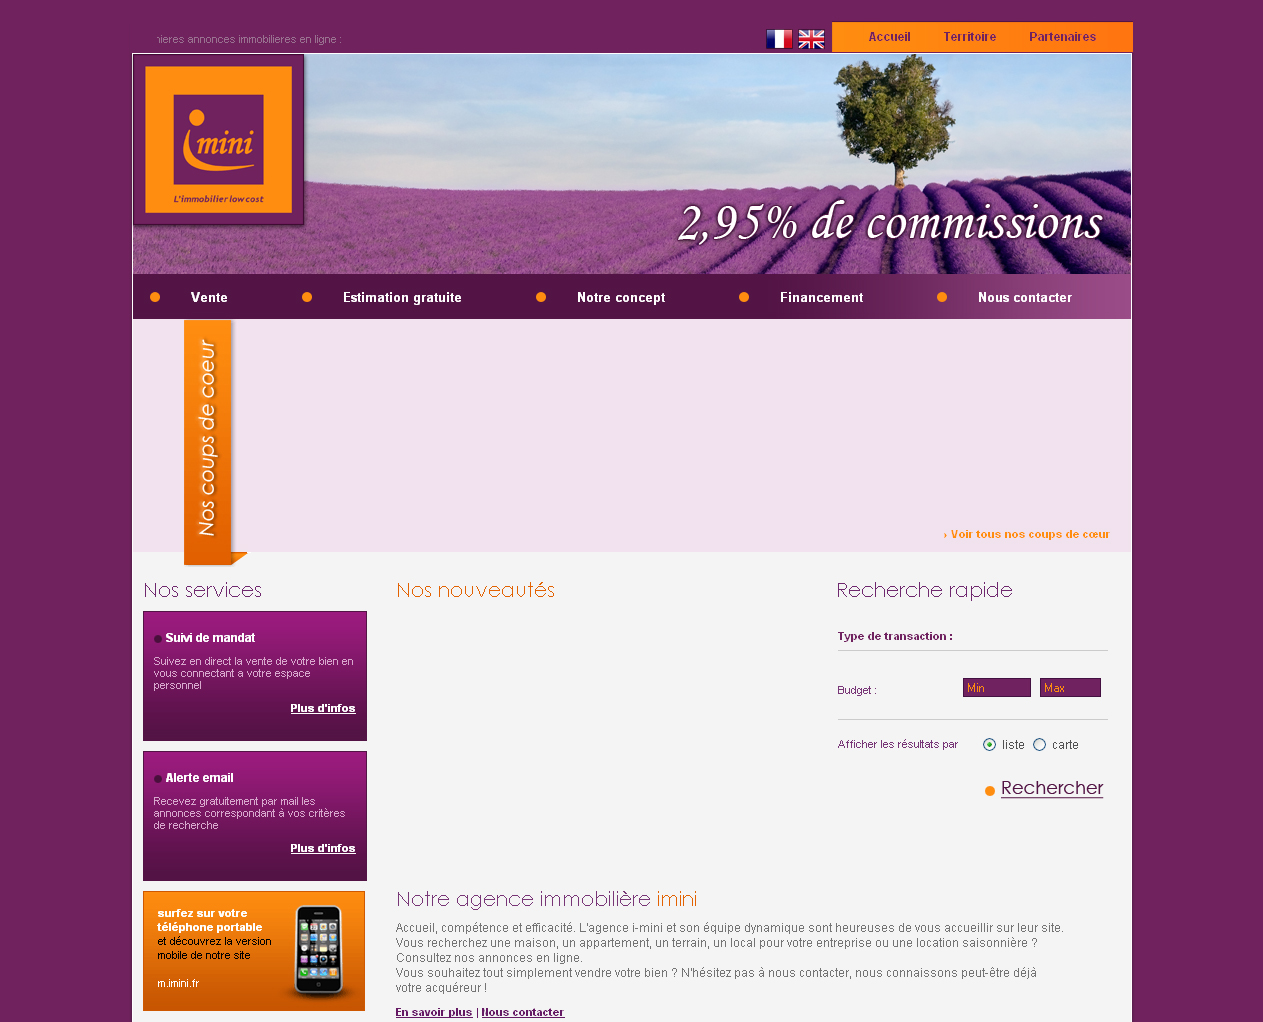 nieres annonces immobilieres en ligne :
Accueil
Territoire
Partenaires
imini
L'immobilier low cost
2,95% de commissions
Vente
Estimation gratuite
Notre concept
Financement
Nous contacter
Nos coups de coeur
› Voir tous nos coups de cœur
Nos services
Suivi de mandat
Suivez en direct la vente de votre bien en
vous connectant a votre espace
personnel
Plus d'infos
Alerte email
Recevez gratuitement par mail les
annonces correspondant à vos critères
de recherche
Plus d'infos
surfez sur votre
téléphone portable
et découvrez la version
mobile de notre site
m.imini.fr
Nos nouveautés
Recherche rapide
Type de transaction :
Budget :
Min
Max
Afficher les résultats par
liste
carte
Rechercher
Notre agence immobilière imini
Accueil, compétence et efficacité. L'agence i-mini et son équipe dynamique sont heureuses de vous accueillir sur leur site.
Vous recherchez une maison, un appartement, un terrain, un local pour votre entreprise ou une location saisonnière ?
Consultez nos annonces en ligne.
Vous souhaitez tout simplement vendre votre bien ? N'hésitez pas à nous contacter, nous connaissons peut-être déjà
votre acquéreur !
En savoir plus | Nous contacter